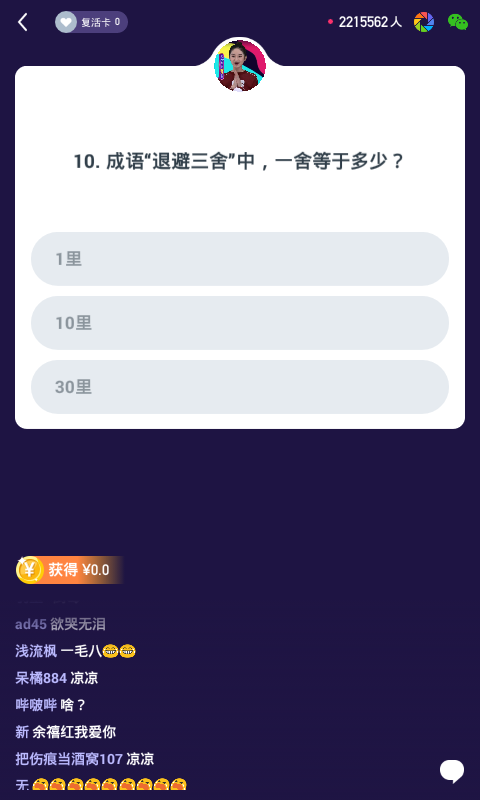 复活卡 0
2215562 人
10. 成语“退避三舍”中，一舍等于多少？
1里
10里
30里
获得 ¥0.0
ad45 欲哭无泪
浅流枫 一毛八😁😁
呆橘884 凉凉
哔啵哔 啥？
新 余禧红我爱你
把伤痕当酒窝107 凉凉
无